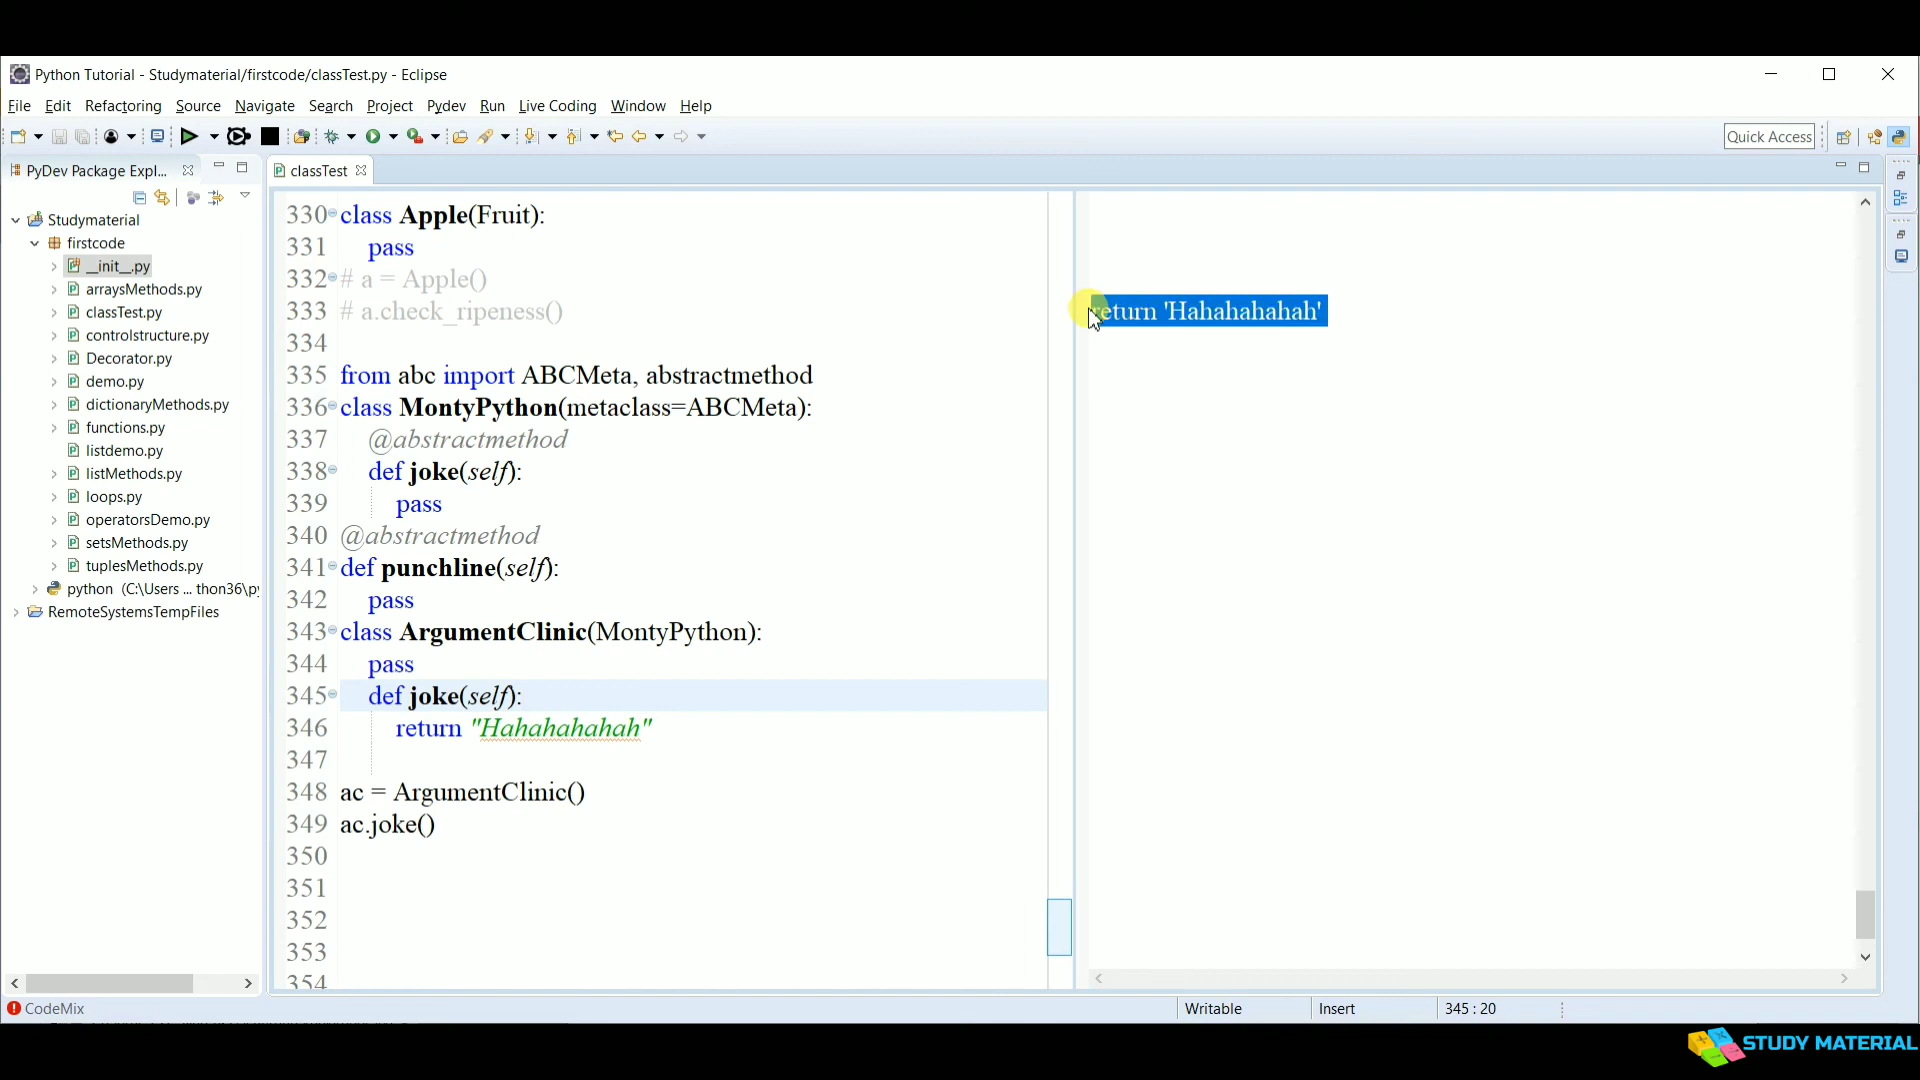 Python Tutorial - Studymaterial/firstcode/classTest.py - Eclipse
File Edit Refactoring Source Navigate Search Project Pydev Run Live Coding Window Help
Quick Access
PyDev Package Expl...
classTest
Studymaterial
firstcode
__init__.py
arraysMethods.py
classTest.py
controlstructure.py
Decorator.py
demo.py
dictionaryMethods.py
functions.py
listdemo.py
listMethods.py
loops.py
operatorsDemo.py
setsMethods.py
tuplesMethods.py
python (C:\Users ... thon36\py
RemoteSystemsTempFiles
330 class Apple(Fruit):
331 pass
332 # a = Apple()
333 # a.check_ripeness()
334
335 from abc import ABCMeta, abstractmethod
336 class MontyPython(metaclass=ABCMeta):
337 @abstractmethod
338 def joke(self):
339 pass
340 @abstractmethod
341 def punchline(self):
342 pass
343 class ArgumentClinic(MontyPython):
344 pass
345 def joke(self):
346 return "Hahahahahah"
347
348 ac = ArgumentClinic()
349 ac.joke()
350
351
352
353
354
return 'Hahahahahah'
CodeMix
Writable
Insert
345 : 20
STUDY MATERIAL